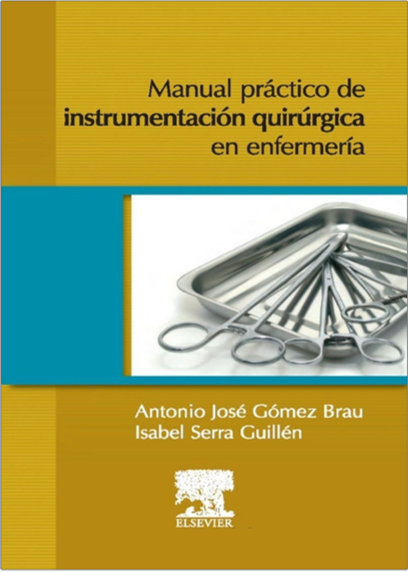 Manual práctico de
instrumentación quirúrgica
en enfermería
Antonio José Gómez Brau
Isabel Serra Guillén
ELSEVIER